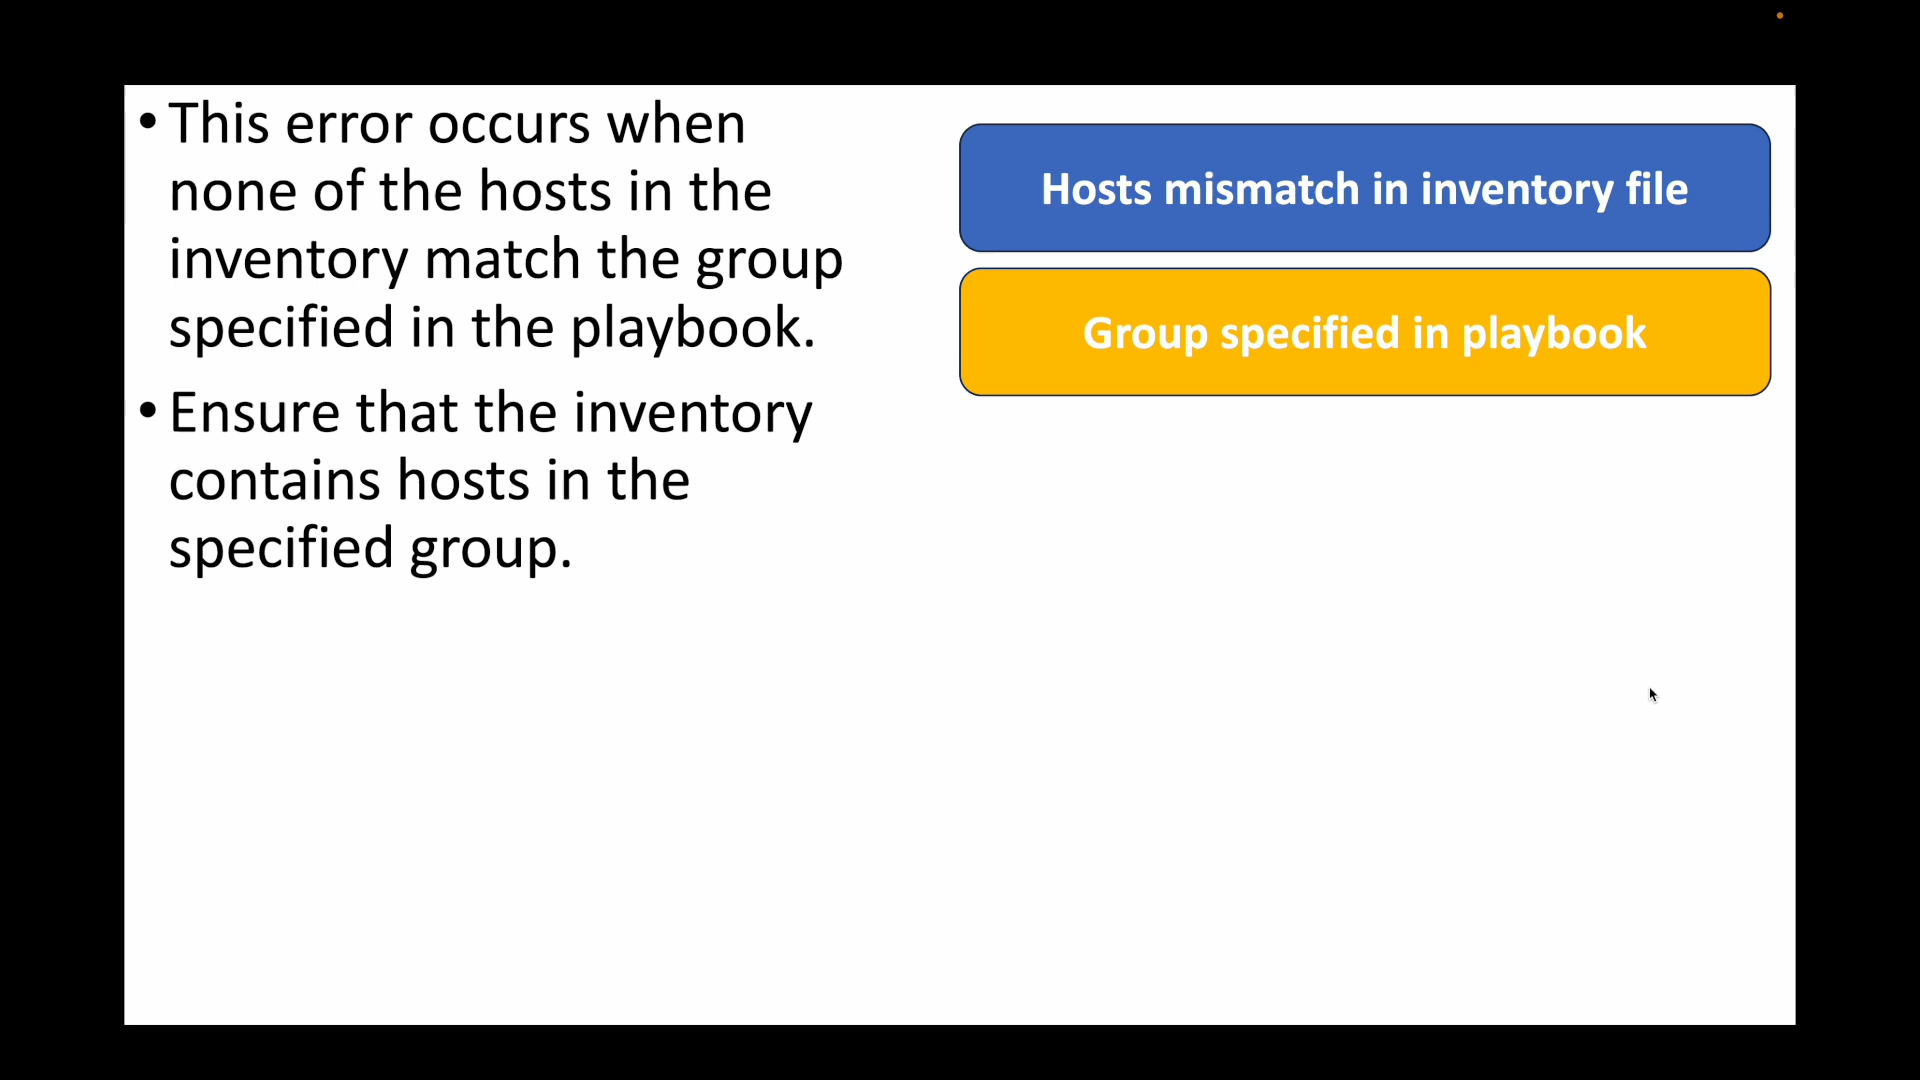 • This error occurs when
none of the hosts in the
inventory match the group
specified in the playbook.
• Ensure that the inventory
contains hosts in the
specified group.
Hosts mismatch in inventory file
Group specified in playbook